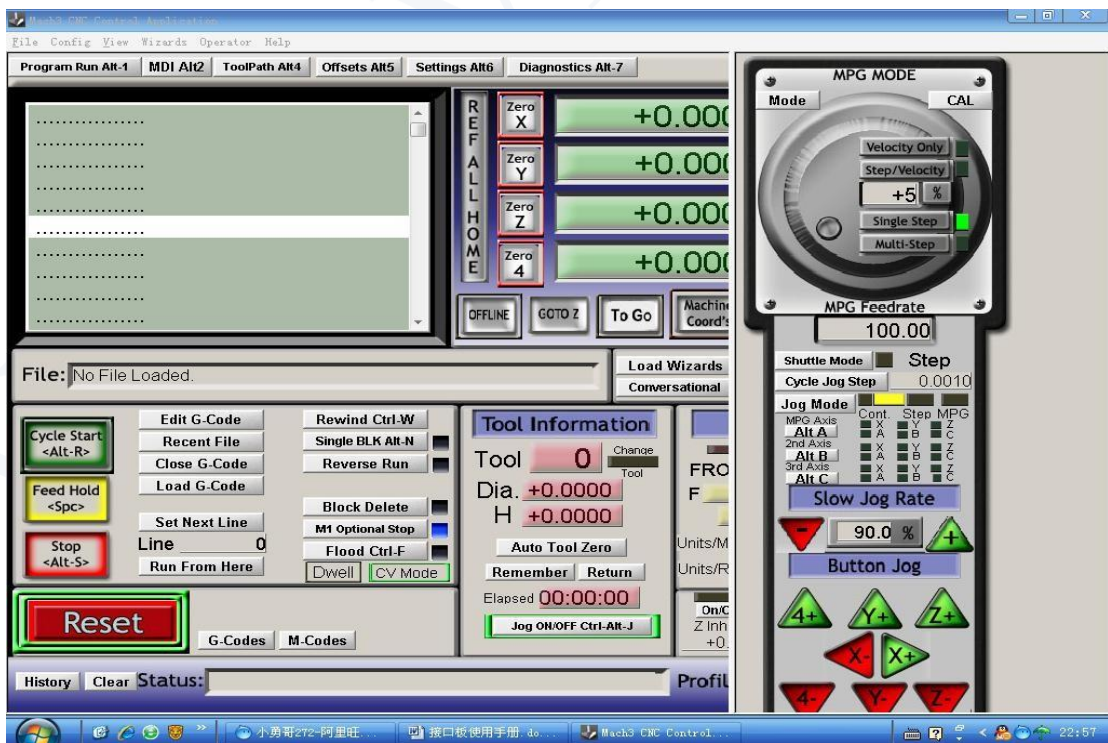 Mach3 CNC Control Application
File Config View Wizards Operator Help
Program Run Alt-1 MDI Alt2 ToolPath Alt4 Offsets Alt5 Settings Alt6 Diagnostics Alt-7
REF ALL HOME
Zero X +0.000
Zero Y +0.000
Zero Z +0.000
Zero 4 +0.000
OFFLINE GOTO Z To Go Machine Coord's
File: No File Loaded.
Load Wizards
Conversational
Cycle Start <Alt-R>
Feed Hold <Spc>
Stop <Alt-S>
Edit G-Code
Recent File
Close G-Code
Load G-Code
Set Next Line
Line 0
Run From Here
Rewind Ctrl-W
Single BLK Alt-N
Reverse Run
Block Delete
M1 Optional Stop
Flood Ctrl-F
Dwell CV Mode
Reset
G-Codes M-Codes
Tool Information
Tool 0 Change Tool
Dia. +0.0000
H +0.0000
Auto Tool Zero
Remember Return
Elapsed 00:00:00
Jog ON/OFF Ctrl-Alt-J
FRO
F
Units/M
Units/R
On/O
Z Inh
+0
History Clear Status:
Profil
MPG MODE
Mode CAL
Velocity Only
Step/Velocity
+5 %
Single Step
Multi-Step
MPG Feedrate
100.00
Shuttle Mode Step
Cycle Jog Step 0.0010
Jog Mode Cont. Step MPG
MPG Axis X Y Z
Alt A A B C
2nd Axis X Y Z
Alt B A B C
3rd Axis X Y Z
Alt C A B C
Slow Jog Rate
- 90.0 % +
Button Jog
4+ Y+ Z+
X- X+
4- Y- Z-
小勇哥272-阿里旺... 接口板使用手册.do... Mach3 CNC Control... 22:57